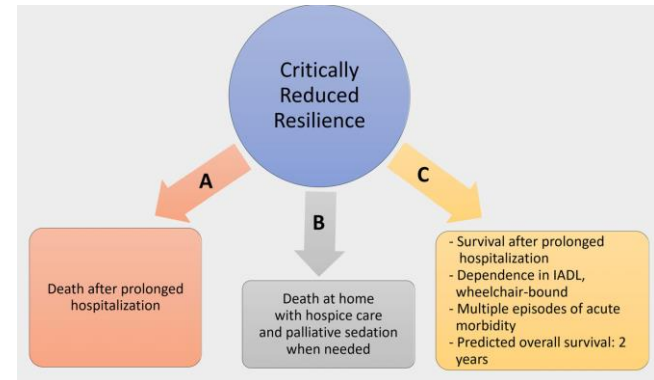 Critically
Reduced
Resilience
A
B
C
Death after prolonged
hospitalization
Death at home
with hospice care
and palliative sedation
when needed
- Survival after prolonged
hospitalization
- Dependence in IADL,
wheelchair-bound
- Multiple episodes of acute
morbidity
- Predicted overall survival: 2
years